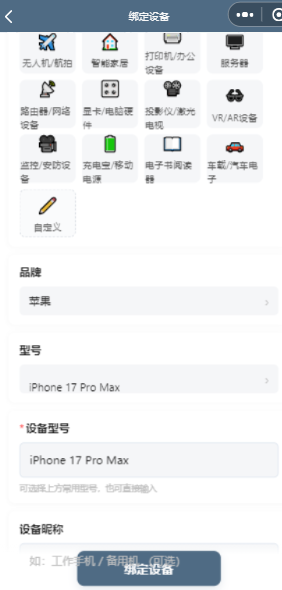 绑定设备
无人机/航拍
智能家居
打印机/办公
设备
服务器
路由器/网络
设备
显卡/电脑硬
件
投影仪/激光
电视
VR/AR设备
监控/安防设
备
充电宝/移动
电源
电子书阅读
器
车载/汽车电
子
自定义
品牌
苹果
型号
iPhone 17 Pro Max
*设备型号
iPhone 17 Pro Max
可选择上方常用型号，也可直接输入
设备昵称
如：工作手机 / 备用机 （可选）
绑定设备